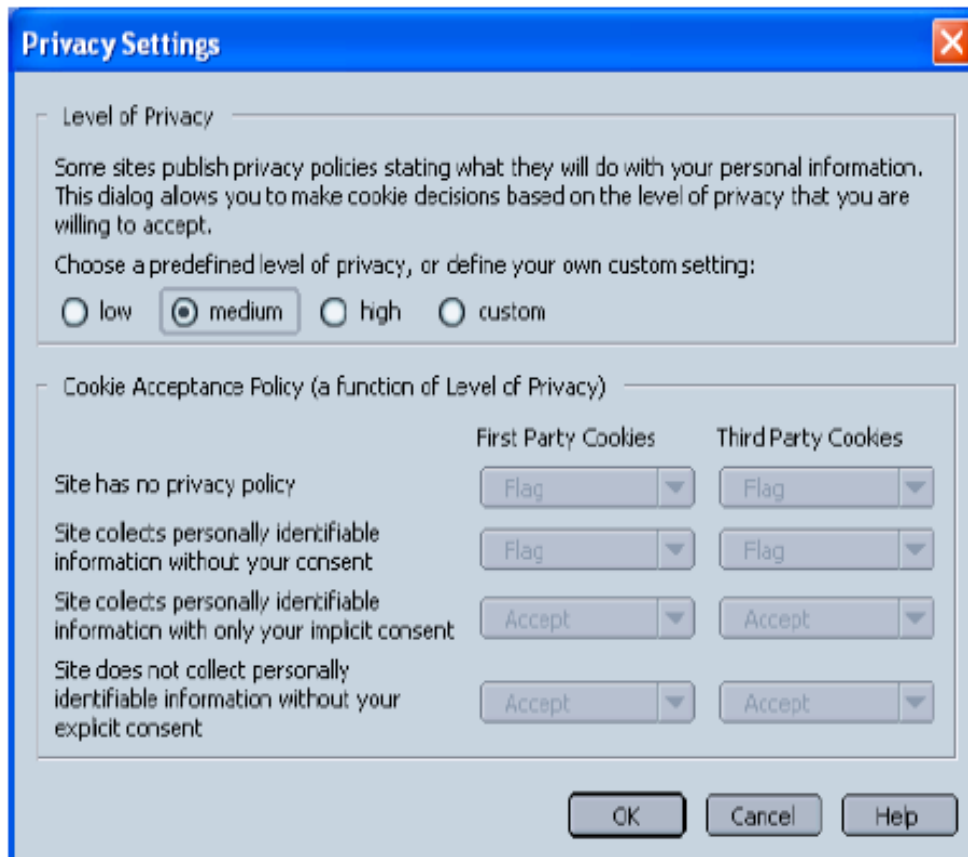 Privacy Settings
Level of Privacy
Some sites publish privacy policies stating what they will do with your personal information.
This dialog allows you to make cookie decisions based on the level of privacy that you are
willing to accept.
Choose a predefined level of privacy, or define your own custom setting:
low medium high custom
Cookie Acceptance Policy (a function of Level of Privacy)
First Party Cookies Third Party Cookies
Site has no privacy policy Flag Flag
Site collects personally identifiable
information without your consent Flag Flag
Site collects personally identifiable
information with only your implicit consent Accept Accept
Site does not collect personally
identifiable information without your
explicit consent Accept Accept
OK Cancel Help